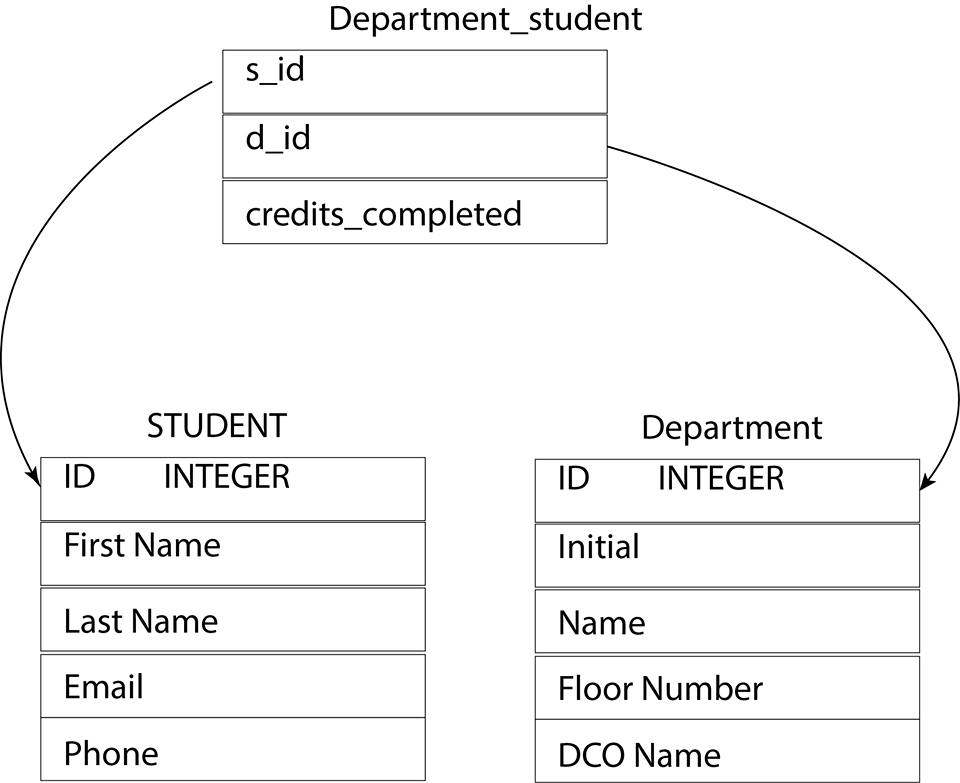 Department_student
s_id
d_id
credits_completed
STUDENT
ID INTEGER
First Name
Last Name
Email
Phone
Department
ID INTEGER
Initial
Name
Floor Number
DCO Name